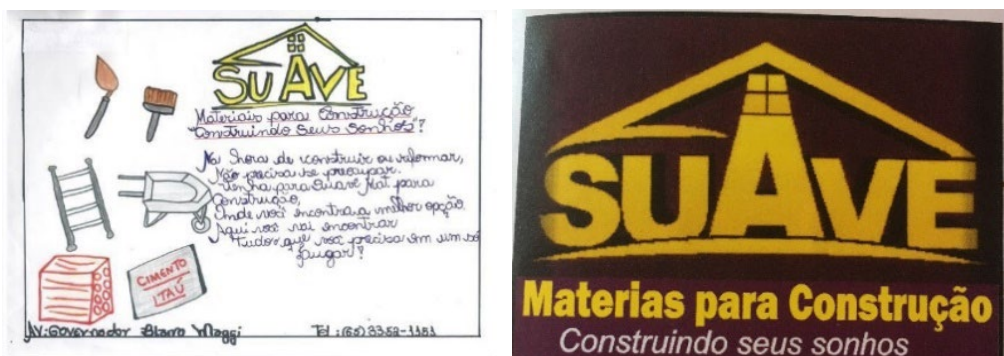 SUAVE
Materiais para Construção
"Construindo Seus Sonhos"?
Na hora de construir ou reformar,
Não precisa se preocupar.
Venha para Suave Mat para
Construção,
Onde você encontra a melhor opção.
Aqui você vai encontrar
Tudo que você precisa em um só
Lugar?
CIMENTO
ITAÚ
AV: Governador Blairo Maggi
Tel: (65) 3352-1151
SUAVE
Materias para Construção
Construindo seus sonhos